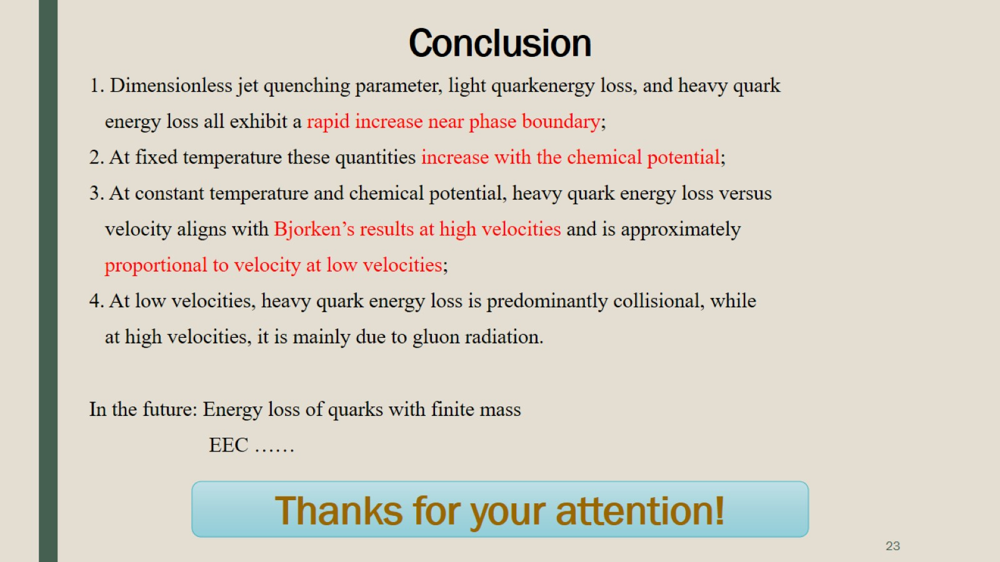 Conclusion
1. Dimensionless jet quenching parameter, light quarkenergy loss, and heavy quark
energy loss all exhibit a rapid increase near phase boundary;
2. At fixed temperature these quantities increase with the chemical potential;
3. At constant temperature and chemical potential, heavy quark energy loss versus
velocity aligns with Bjorken’s results at high velocities and is approximately
proportional to velocity at low velocities;
4. At low velocities, heavy quark energy loss is predominantly collisional, while
at high velocities, it is mainly due to gluon radiation.
In the future: Energy loss of quarks with finite mass
EEC ……
Thanks for your attention!
23